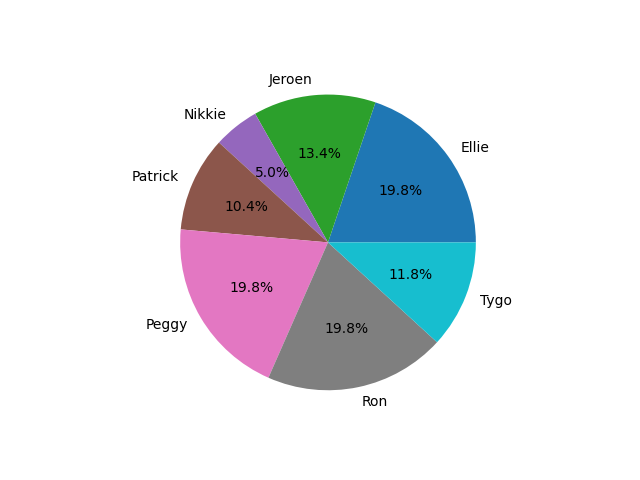 Jeroen
Nikkie
Ellie
13.4%
5.0%
19.8%
Patrick
10.4%
11.8%
19.8%
Tygo
Peggy
19.8%
Ron